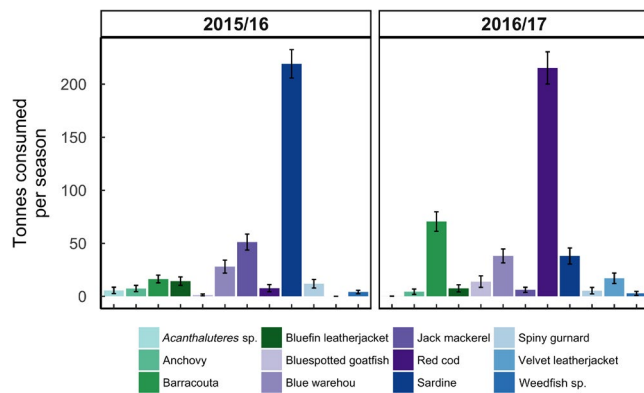 2015/16
2016/17
Tonnes consumed
per season
200
150
100
50
0
Acanthaluteres sp.
Bluefin leatherjacket
Jack mackerel
Spiny gurnard
Anchovy
Bluespotted goatfish
Red cod
Velvet leatherjacket
Barracouta
Blue warehou
Sardine
Weedfish sp.